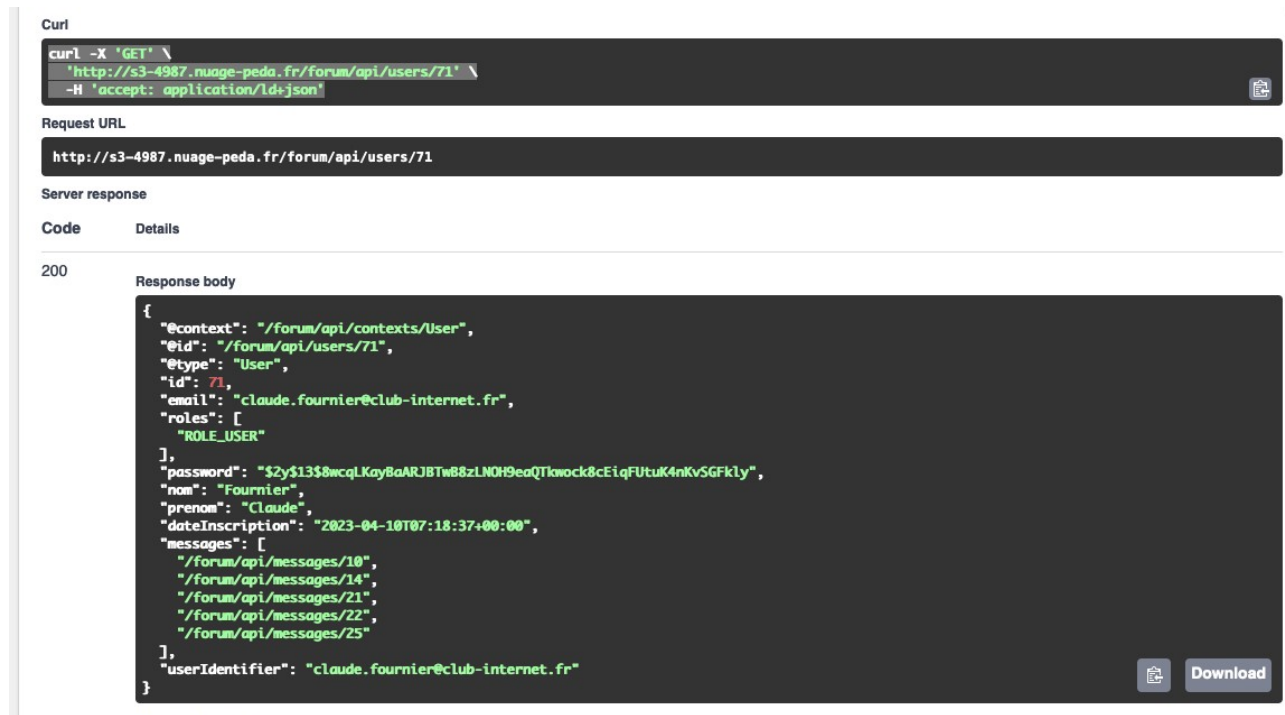 Curl
curl -X 'GET' \
'http://s3-4987.nuage-peda.fr/forum/api/users/71' \
-H 'accept: application/ld+json'
Request URL
http://s3-4987.nuage-peda.fr/forum/api/users/71
Server response
Code Details
200
Response body
{
"@context": "/forum/api/contexts/User",
"@id": "/forum/api/users/71",
"@type": "User",
"id": 71,
"email": "claude.fournier@club-internet.fr",
"roles": [
"ROLE_USER"
],
"password": "$2y$13$8wcqLKayBaARJBTwB8zLNOH9eaQTkwock8cEiqFUtuK4nKvSGFkly",
"nom": "Fournier",
"prenom": "Claude",
"dateInscription": "2023-04-10T07:18:37+00:00",
"messages": [
"/forum/api/messages/10",
"/forum/api/messages/14",
"/forum/api/messages/21",
"/forum/api/messages/22",
"/forum/api/messages/25"
],
"userIdentifier": "claude.fournier@club-internet.fr"
}
Download